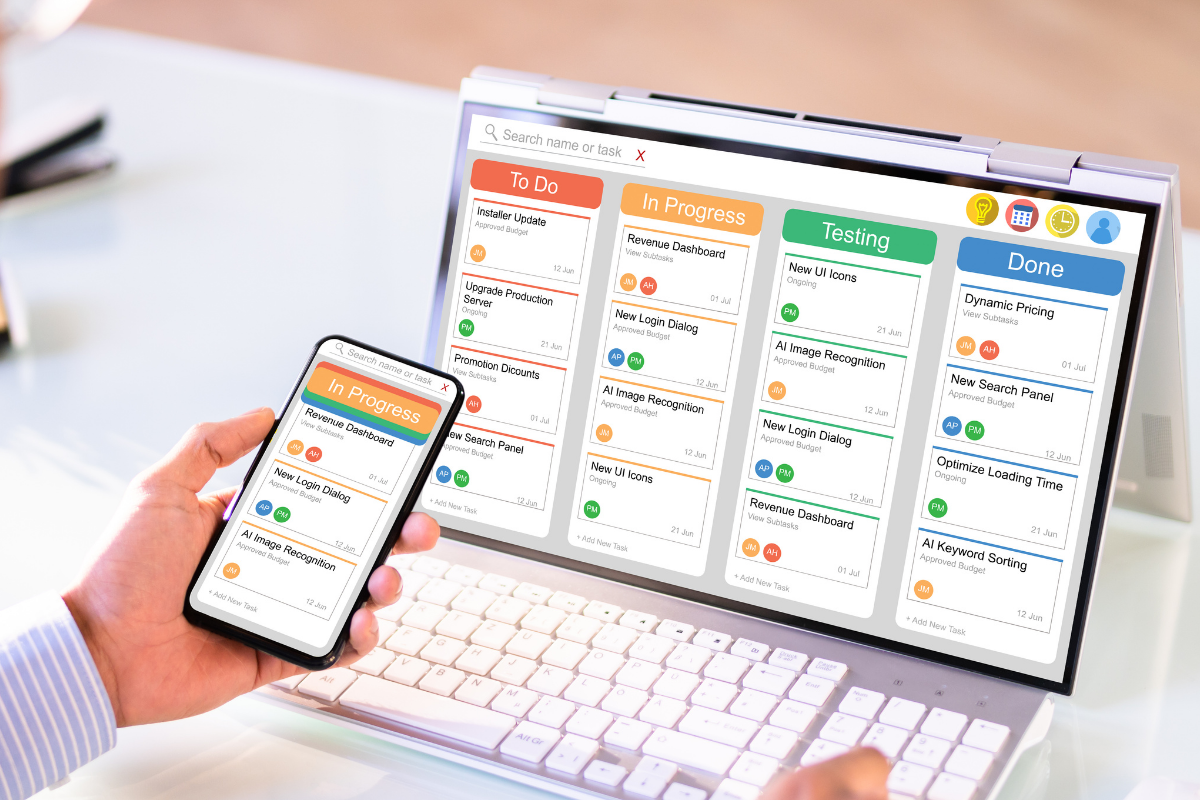 Search name or task X
To Do
Installer Update
Approved Budget
JM
12 Jun
Upgrade Production
Server
Ongoing
PM
21 Jun
Promotion Dicounts
View Subtasks
AH
01 Jul
New Search Panel
AP PM
12 Jun
+ Add New Task
In Progress
Revenue Dashboard
View Subtasks
JM AH
01 Jul
New Login Dialog
Approved Budget
AP PM
12 Jun
AI Image Recognition
Approved Budget
JM
12 Jun
New UI Icons
Ongoing
PM
21 Jun
+ Add New Task
Testing
New UI Icons
Ongoing
PM
21 Jun
AI Image Recognition
Approved Budget
JM
12 Jun
New Login Dialog
Approved Budget
AP PM
12 Jun
Revenue Dashboard
View Subtasks
JM AH
01 Jul
+ Add New Task
Done
Dynamic Pricing
View Subtasks
JM AH
01 Jul
New Search Panel
Approved Budget
AP PM
12 Jun
Optimize Loading Time
Ongoing
PM
21 Jun
AI Keyword Sorting
Approved Budget
JM
12 Jun
+ Add New Task
Search name or task X
In Progress
Revenue Dashboard
View Subtasks
JM AH
01 Jul
New Login Dialog
Approved Budget
AP PM
12 Jun
AI Image Recognition
Approved Budget
JM
12 Jun
+ Add New Task
Alt
Alt Gr